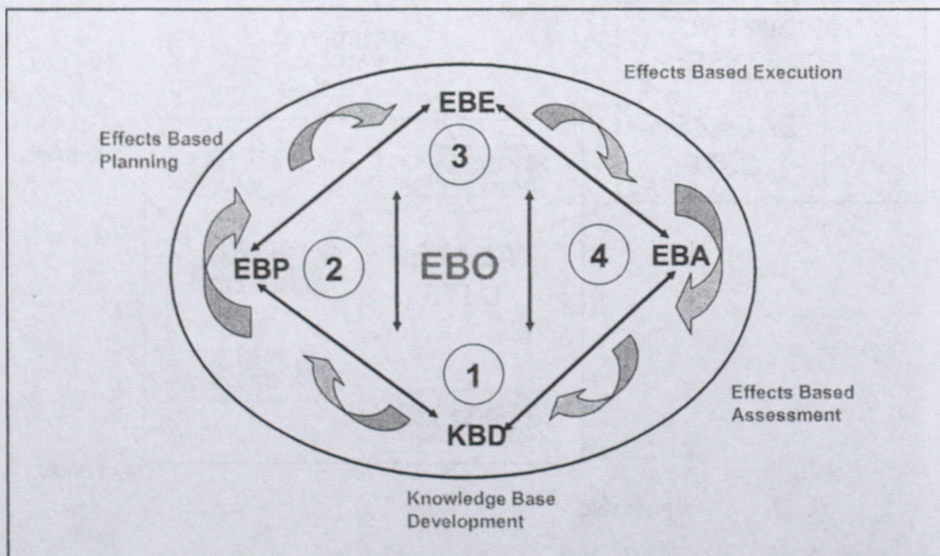 Effects Based Execution
EBE
3
Effects Based
Planning
EBP
2
EBO
4
EBA
1
KBD
Effects Based
Assessment
Knowledge Base
Development